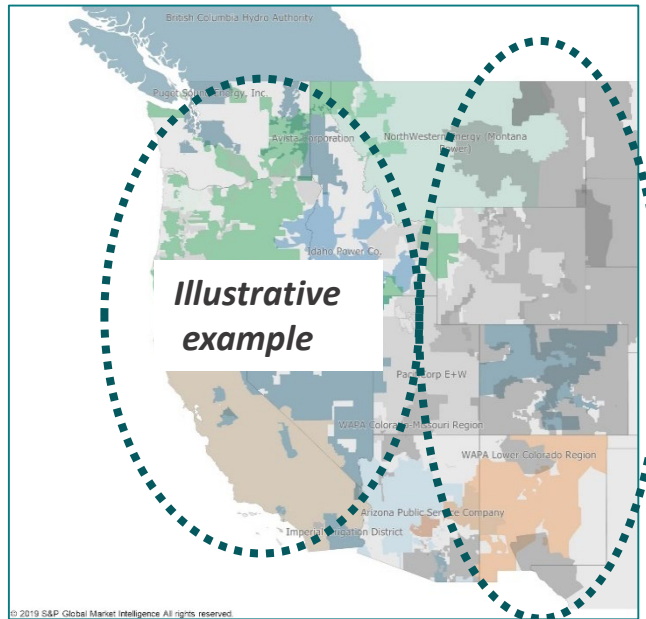 British Columbia Hydro Authority
Puget Sound Energy, Inc.
Avista Corporation
NorthWestern Energy (Montana
Power)
Idaho Power Co.
Illustrative
example
PacifiCorp E+W
WAPA Colorado-Missouri Region
WAPA Lower Colorado Region
Arizona Public Service Company
Imperial Irrigation District
© 2019 S&P Global Market Intelligence All rights reserved.